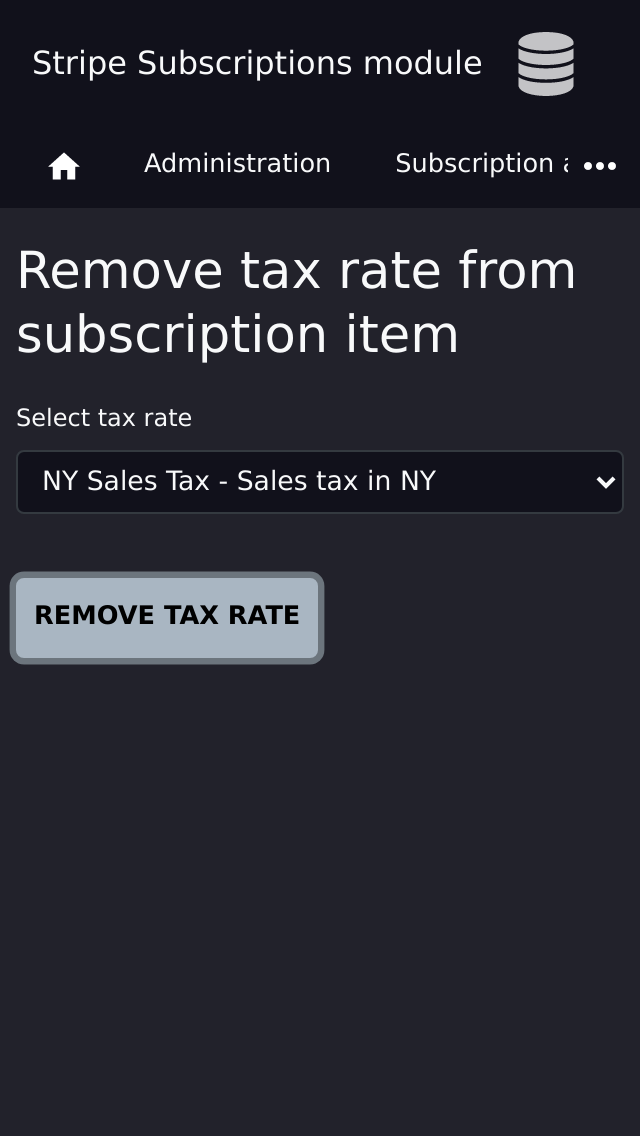 Stripe Subscriptions module
Administration
Subscription
Remove tax rate from
subscription item
Select tax rate
NY Sales Tax - Sales tax in NY
REMOVE TAX RATE